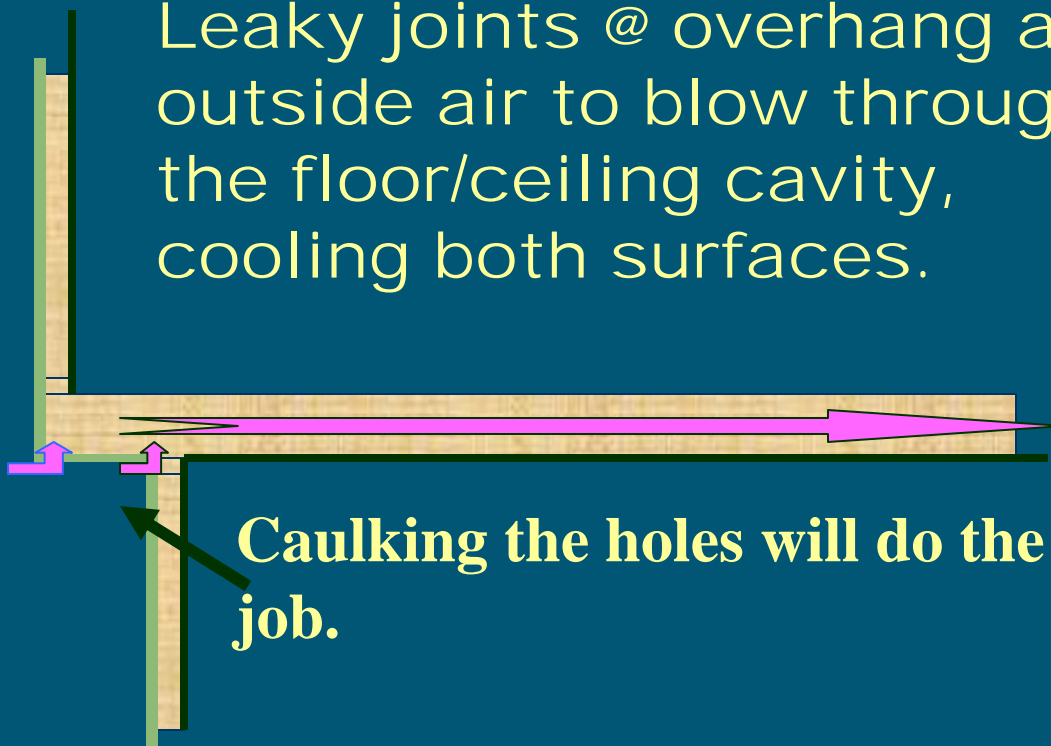 Leaky joints @ overhang a
outside air to blow throug
the floor/ceiling cavity,
cooling both surfaces.
Caulking the holes will do the
job.